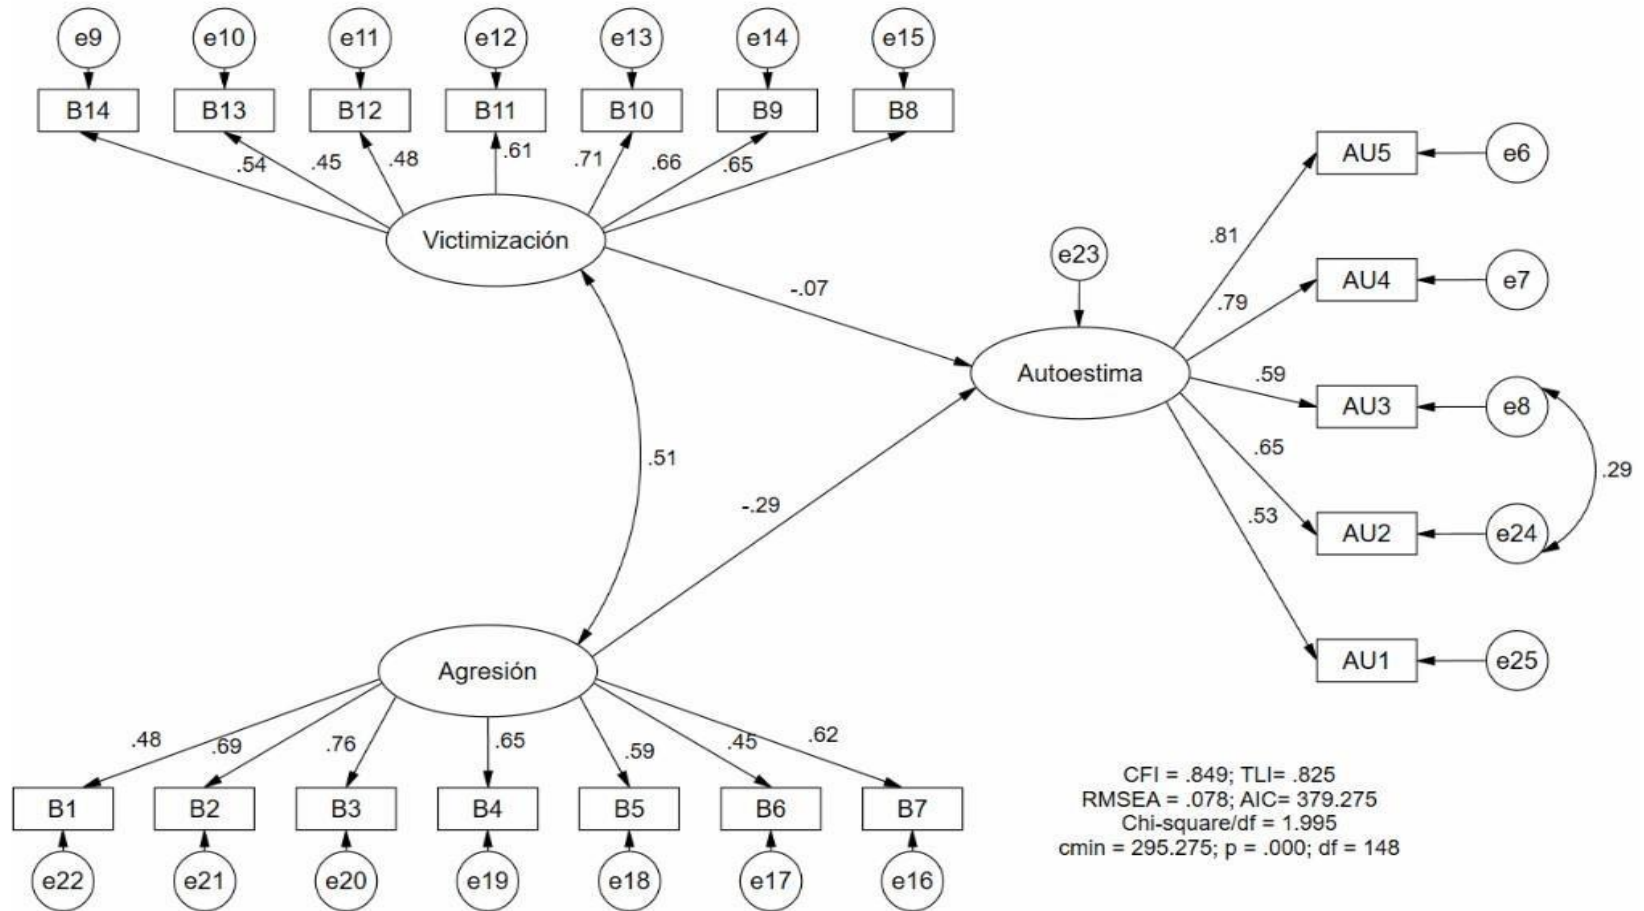 e9 e10 e11 e12 e13 e14 e15
B14 B13 B12 B11 B10 B9 B8
.54 .45 .48 .61 .71 .66 .65
Victimización
-.07
.51
-.29
e23
Autoestima
.81
.79
.59
.65
.53
AU5 e6
AU4 e7
AU3 e8
.29
AU2 e24
AU1 e25
Agresión
.48 .69 .76 .65 .59 .45 .62
B1 B2 B3 B4 B5 B6 B7
e22 e21 e20 e19 e18 e17 e16
CFI = .849; TLI= .825
RMSEA = .078; AIC= 379.275
Chi-square/df = 1.995
cmin = 295.275; p = .000; df = 148